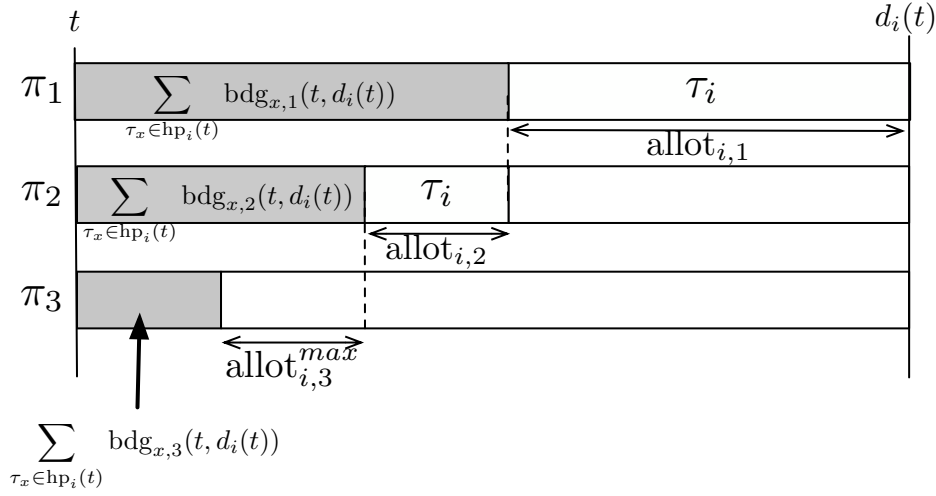 t d_i(t)
π_1 ∑_{τ_x∈hp_i(t)} bdg_{x,1}(t, d_i(t)) τ_i
allot_{i,1}
π_2 ∑_{τ_x∈hp_i(t)} bdg_{x,2}(t, d_i(t)) τ_i
allot_{i,2}
π_3
allot_{i,3}^{max}
∑_{τ_x∈hp_i(t)} bdg_{x,3}(t, d_i(t))